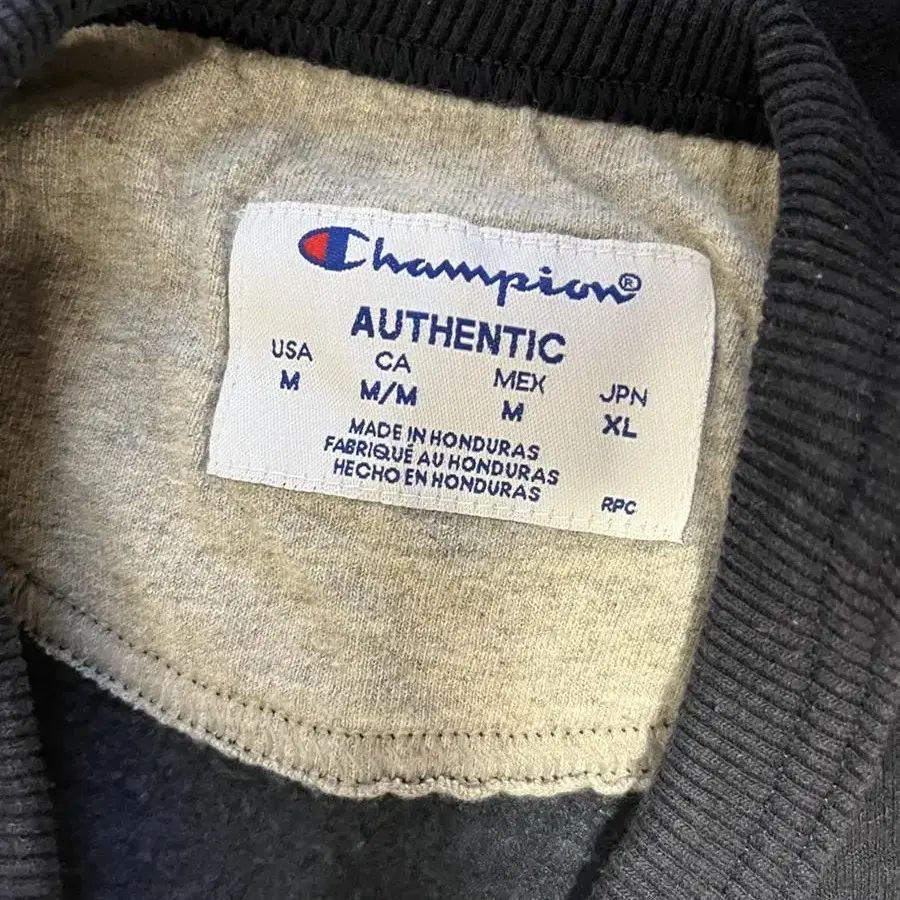 Champion®
AUTHENTIC
USA CA MEX JPN
M M/M M XL
MADE IN HONDURAS
FABRIQUÉ AU HONDURAS
HECHO EN HONDURAS
RPC